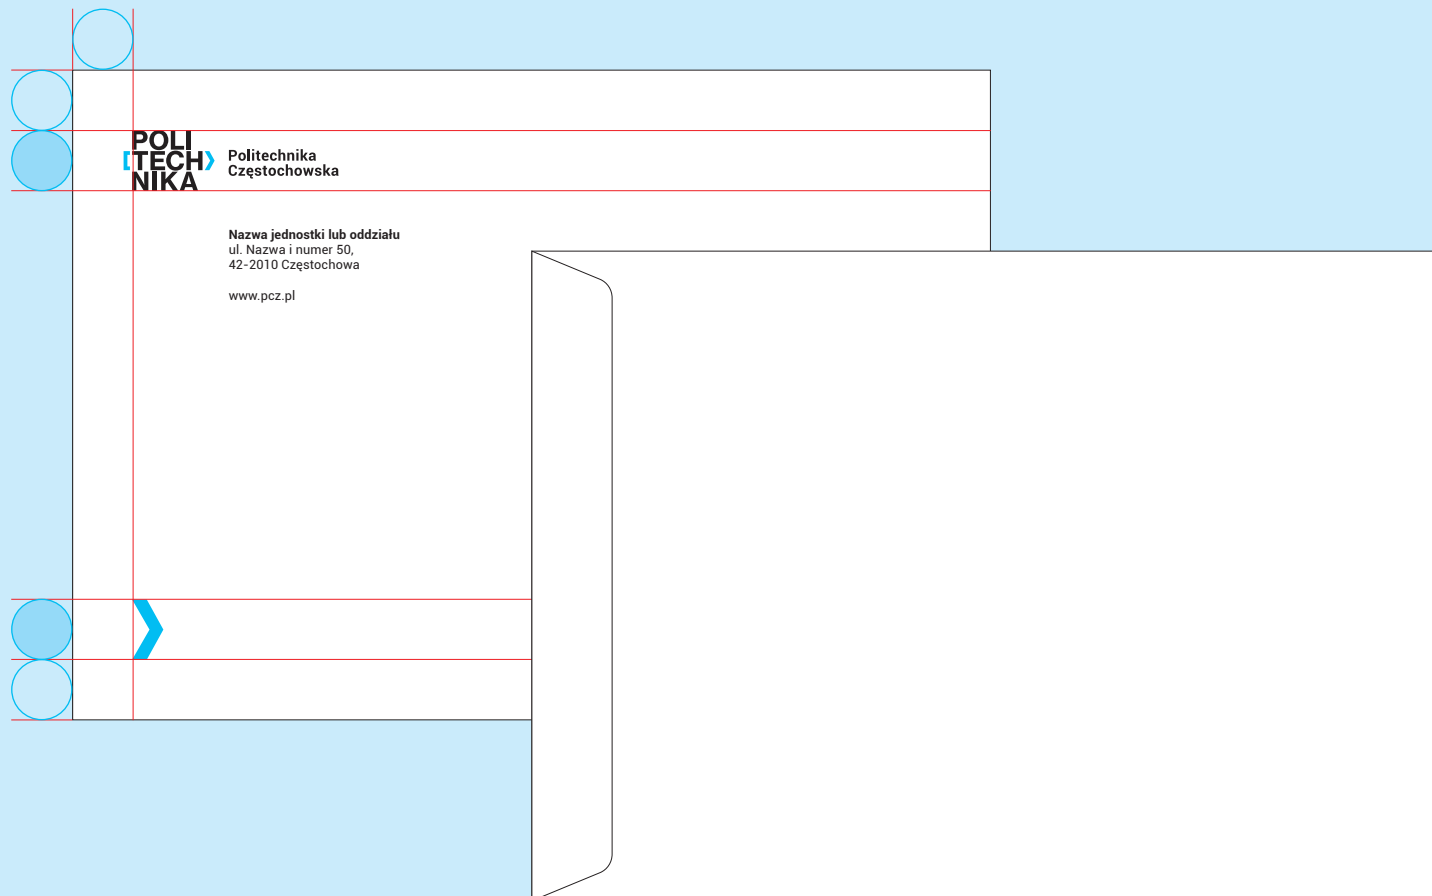 POLI
[TECH>
NIKA
Politechnika
Częstochowska
Nazwa jednostki lub oddziału
ul. Nazwa i numer 50,
42-2010 Częstochowa
www.pcz.pl